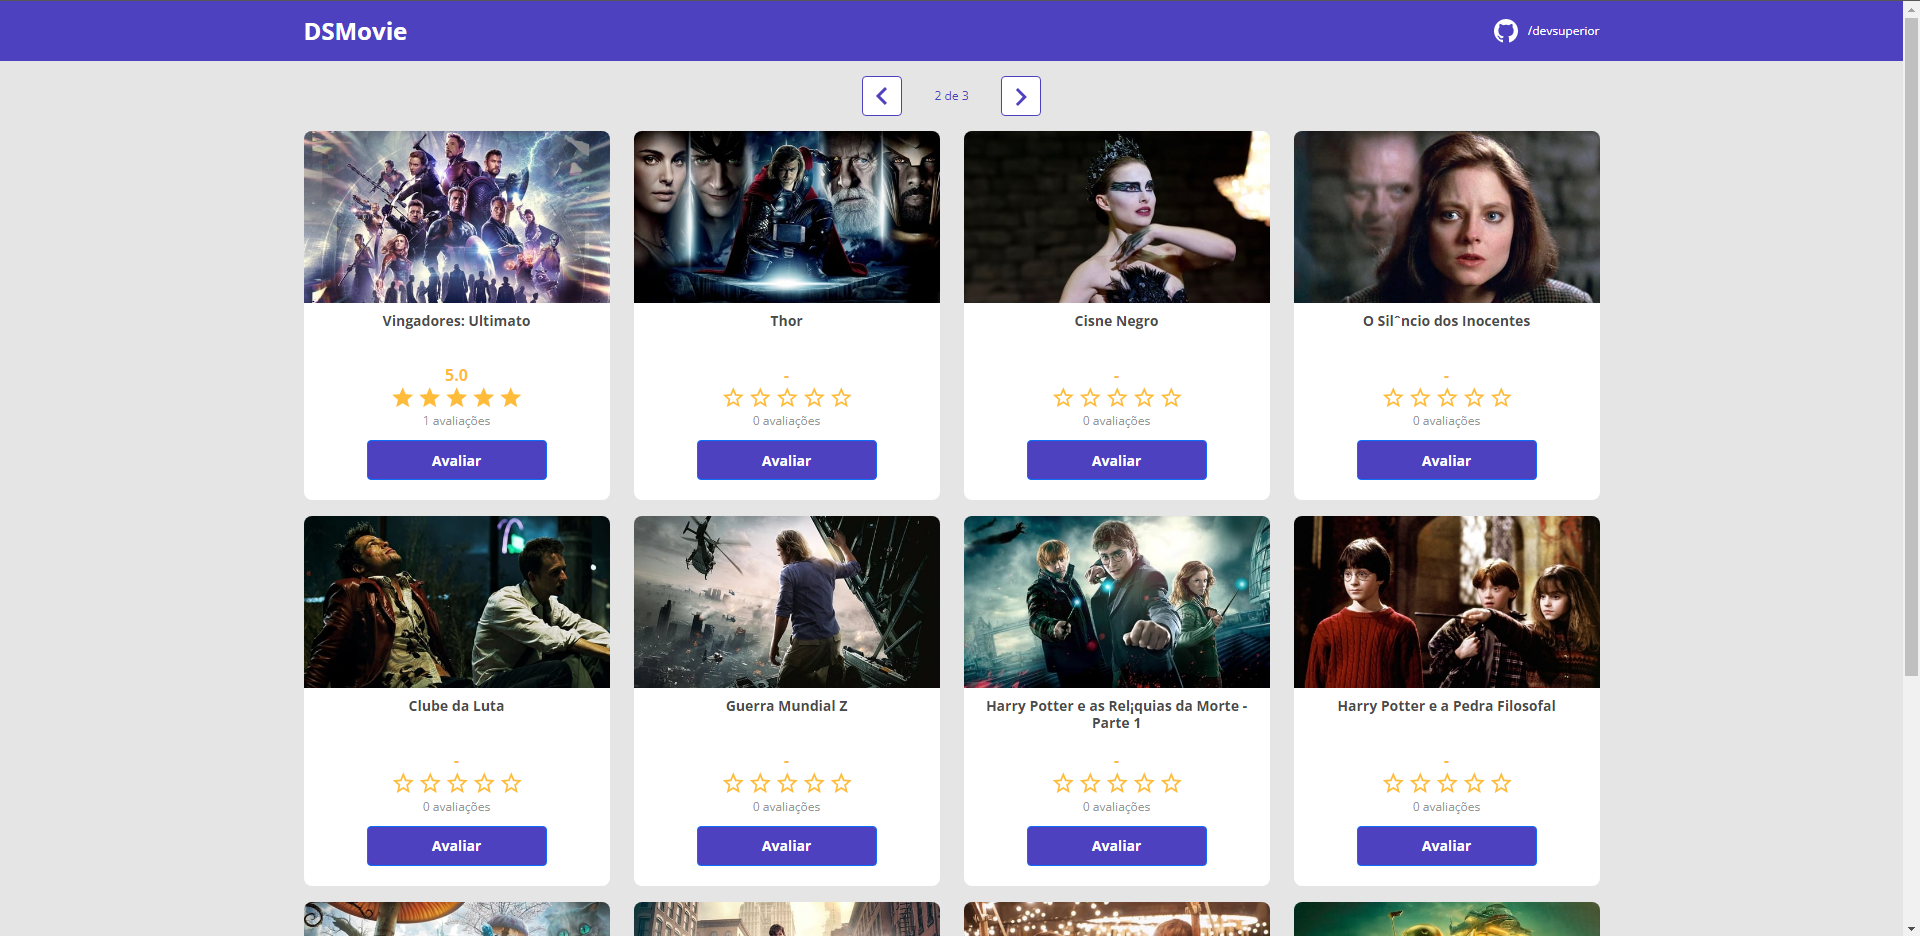 DSMovie
/devsuperior
2 de 3
Vingadores: Ultimato
Thor
Cisne Negro
O Silˆncio dos Inocentes
5.0
-
-
-
1 avaliações
0 avaliações
0 avaliações
0 avaliações
Avaliar
Avaliar
Avaliar
Avaliar
Clube da Luta
Guerra Mundial Z
Harry Potter e as Rel¡quias da Morte -
Parte 1
Harry Potter e a Pedra Filosofal
-
-
-
-
0 avaliações
0 avaliações
0 avaliações
0 avaliações
Avaliar
Avaliar
Avaliar
Avaliar